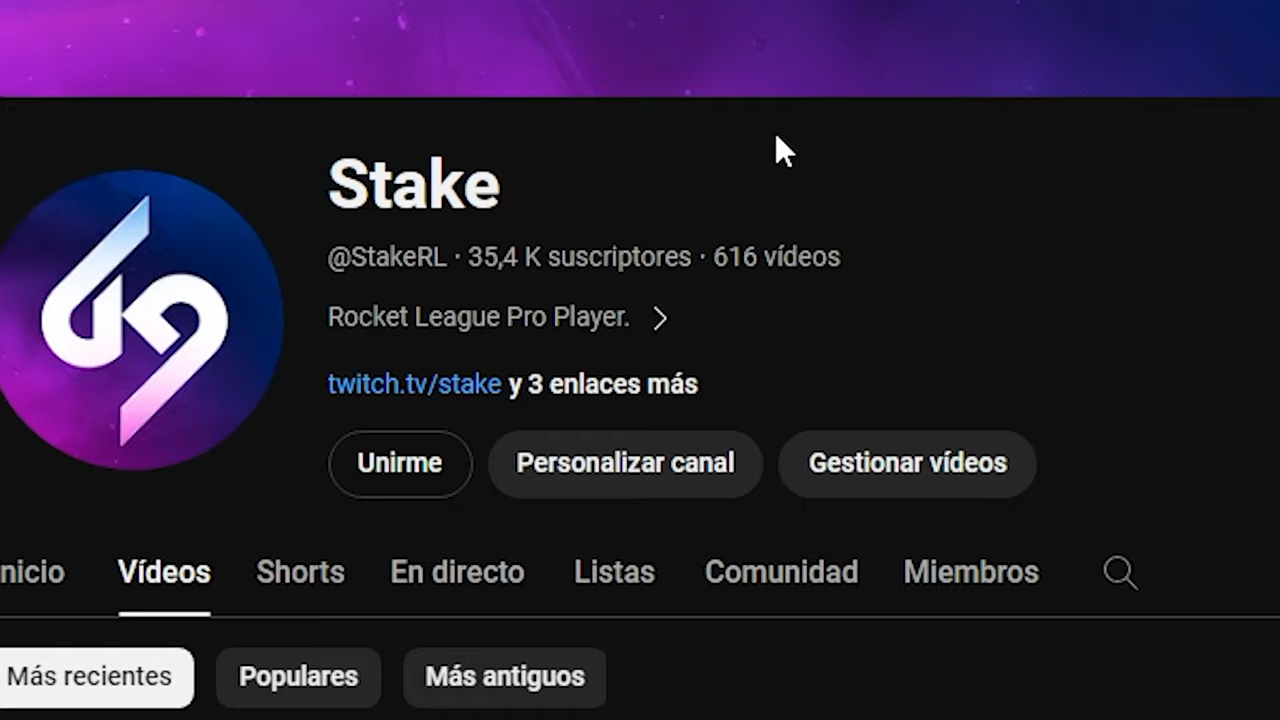 Stake
@StakeRL · 35,4 K suscriptores · 616 vídeos
Rocket League Pro Player.
twitch.tv/stake y 3 enlaces más
Unirme Personalizar canal Gestionar vídeos
nicio Vídeos Shorts En directo Listas Comunidad Miembros
Más recientes Populares Más antiguos